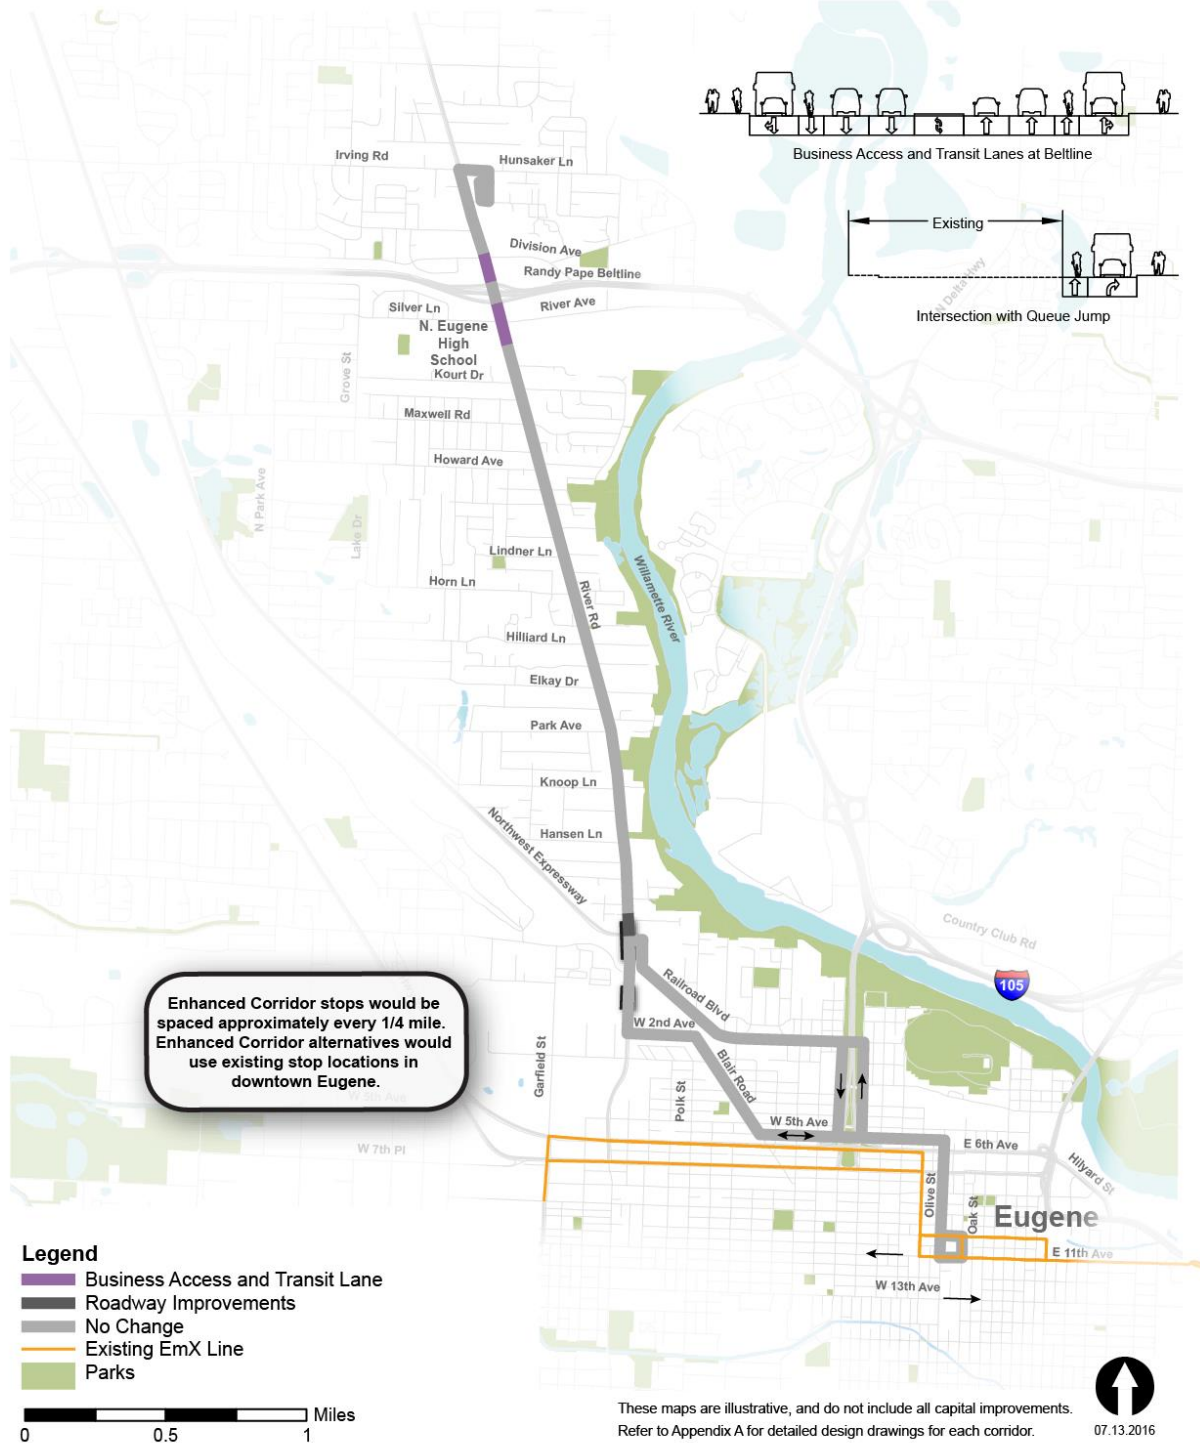 Irving Rd
Hunsaker Ln
Business Access and Transit Lanes at Beltline
Existing
Intersection with Queue Jump
Division Ave
Randy Pape Beltline
River Ave
Silver Ln
N. Eugene
High
School
Kourt Dr
N Delta Hwy
Grove St
Maxwell Rd
Howard Ave
N Park Ave
Lake Dr
Lindner Ln
Horn Ln
River Rd
Willamette River
Hilliard Ln
Elkay Dr
Park Ave
Knoop Ln
Hansen Ln
Northwest Expressway
Country Club Rd
105
Railroad Blvd
W 2nd Ave
Blair Road
Garfield St
Polk St
Enhanced Corridor stops would be
spaced approximately every 1/4 mile.
Enhanced Corridor alternatives would
use existing stop locations in
downtown Eugene.
W 5th Ave
W 5th Ave
W 7th Pl
E 6th Ave
Hilyard St
Olive St
Oak St
Eugene
E 11th Ave
W 13th Ave
Legend
Business Access and Transit Lane
Roadway Improvements
No Change
Existing EmX Line
Parks
Miles
0 0.5 1
These maps are illustrative, and do not include all capital improvements.
Refer to Appendix A for detailed design drawings for each corridor.
07.13.2016